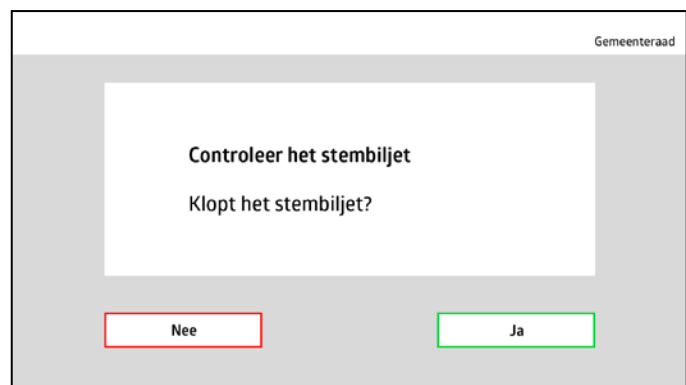 Gemeenteraad
Controleer het stembiljet
Klopt het stembiljet?
Nee
Ja